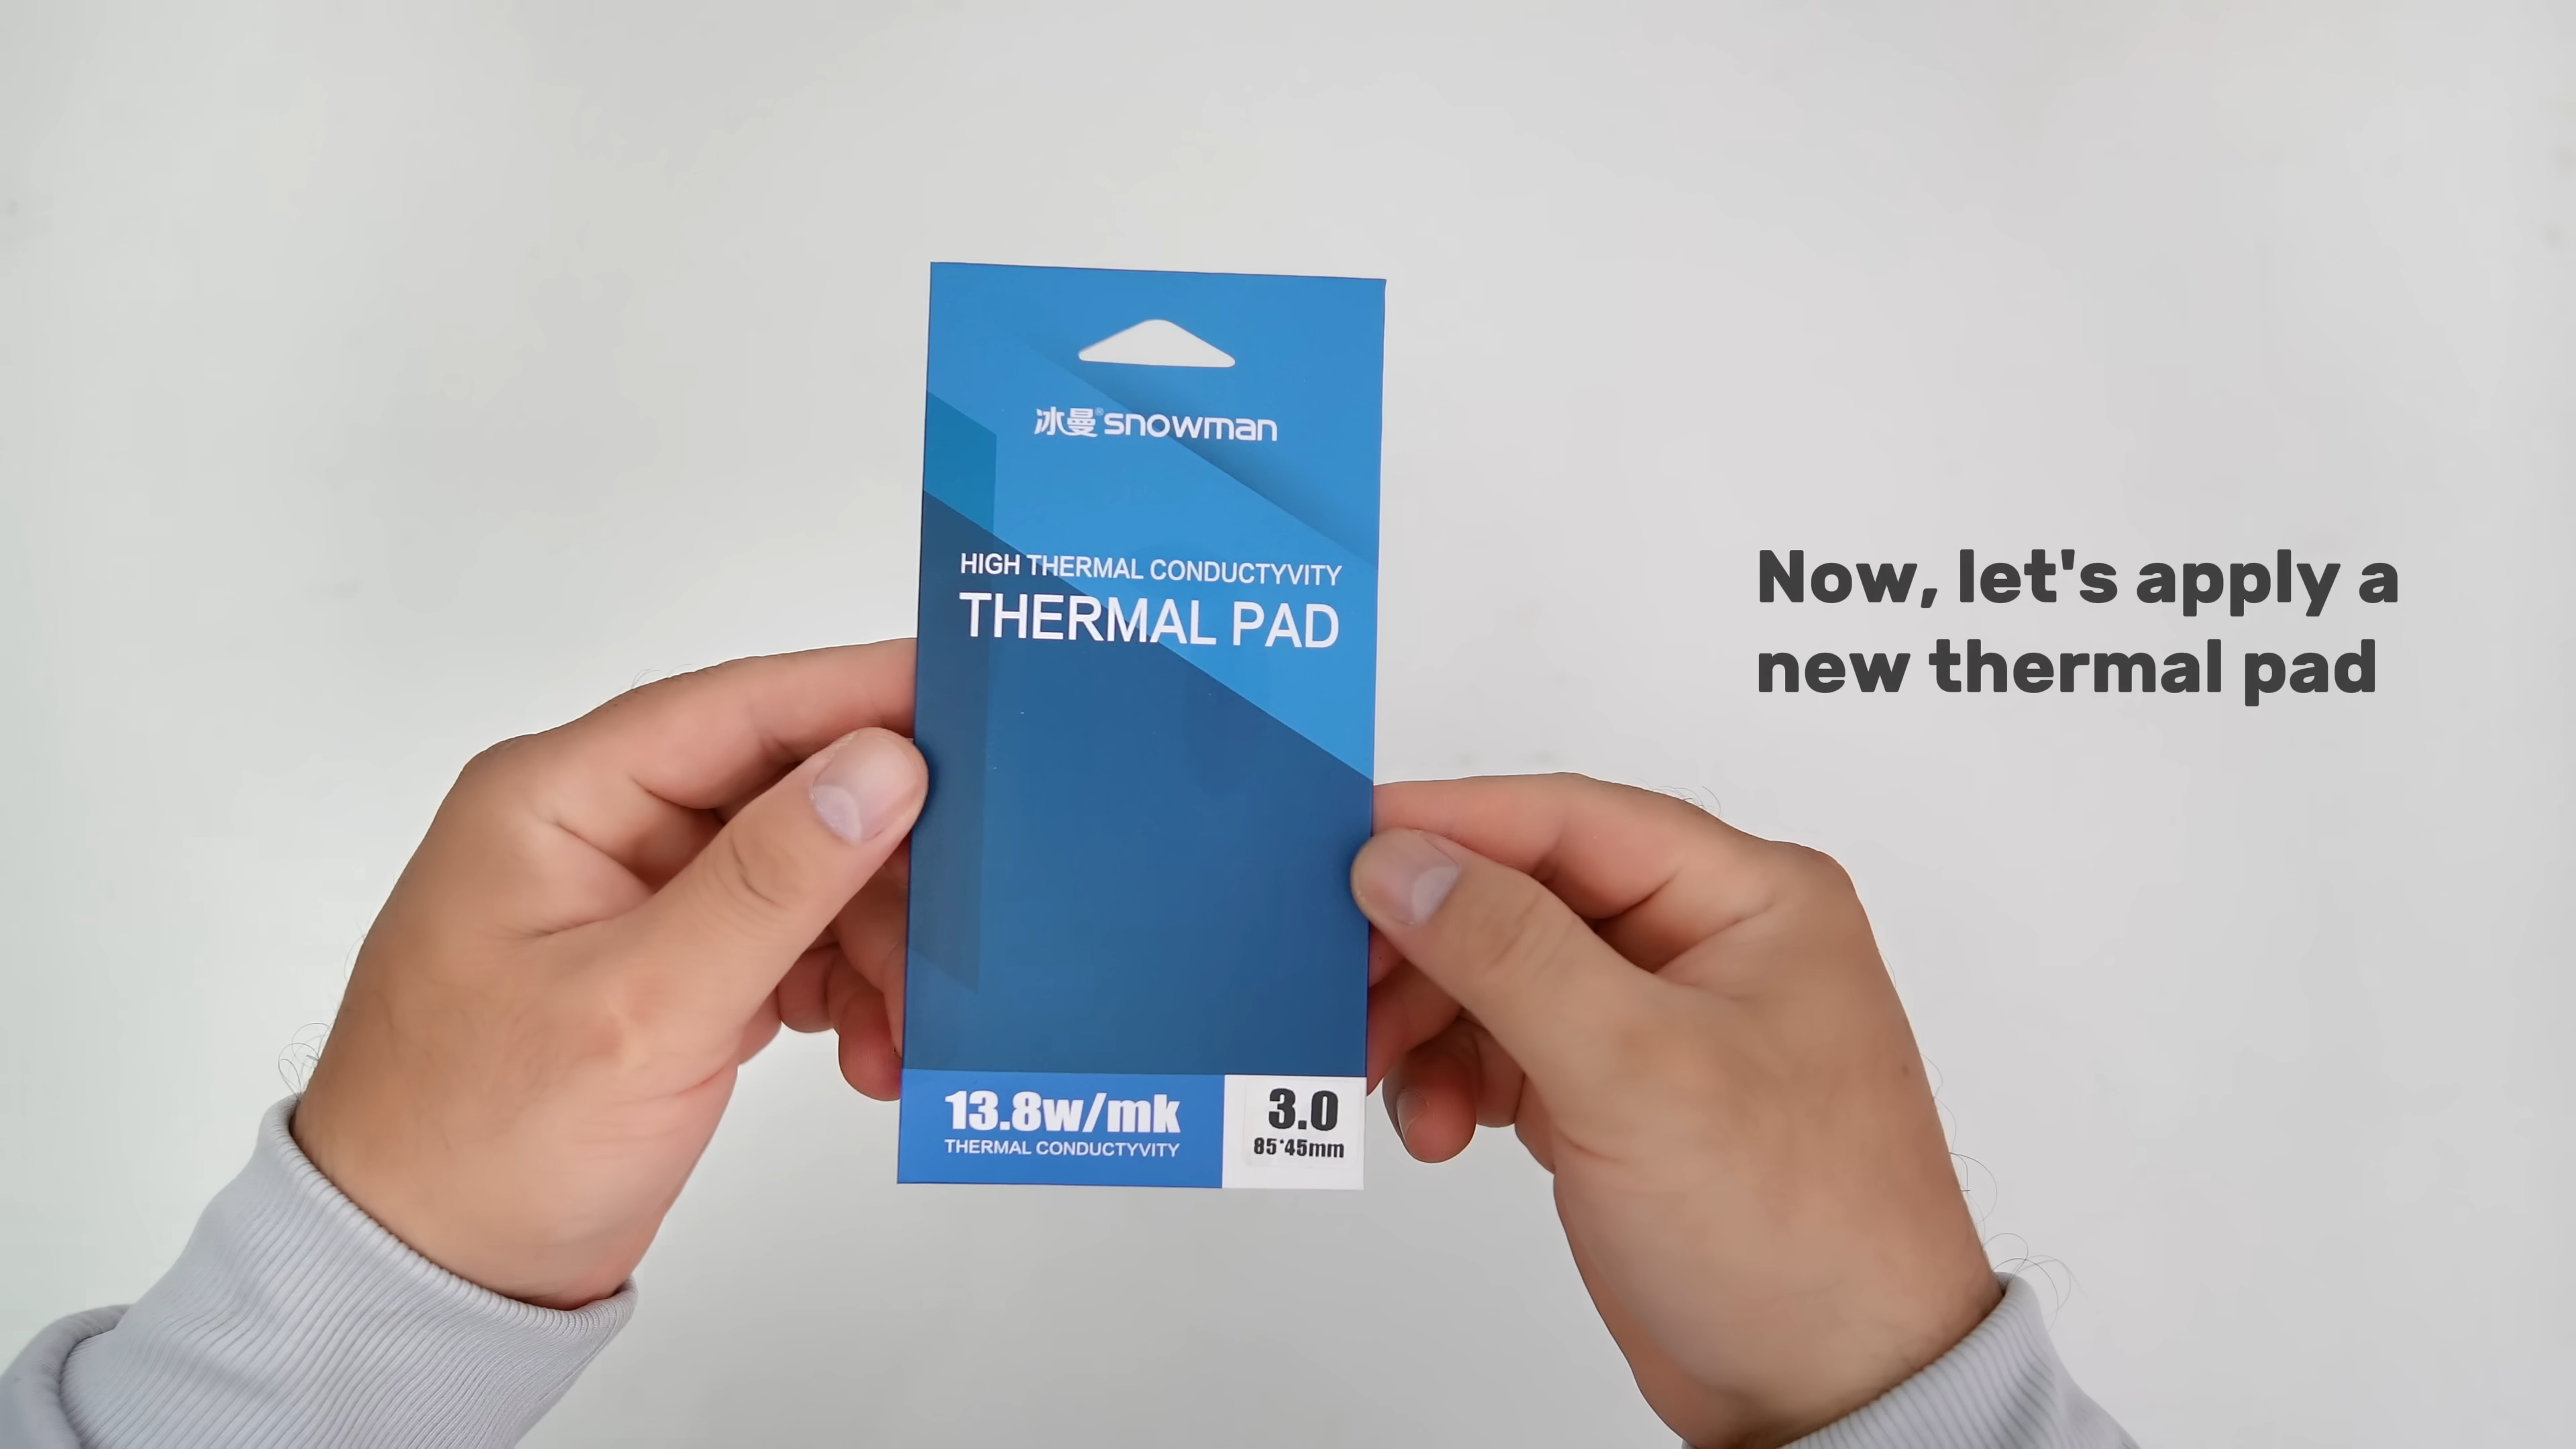 冰曼® snowman
HIGH THERMAL CONDUCTYVITY
THERMAL PAD
Now, let's apply a
new thermal pad
13.8w/mk
THERMAL CONDUCTYVITY
3.0
85*45mm